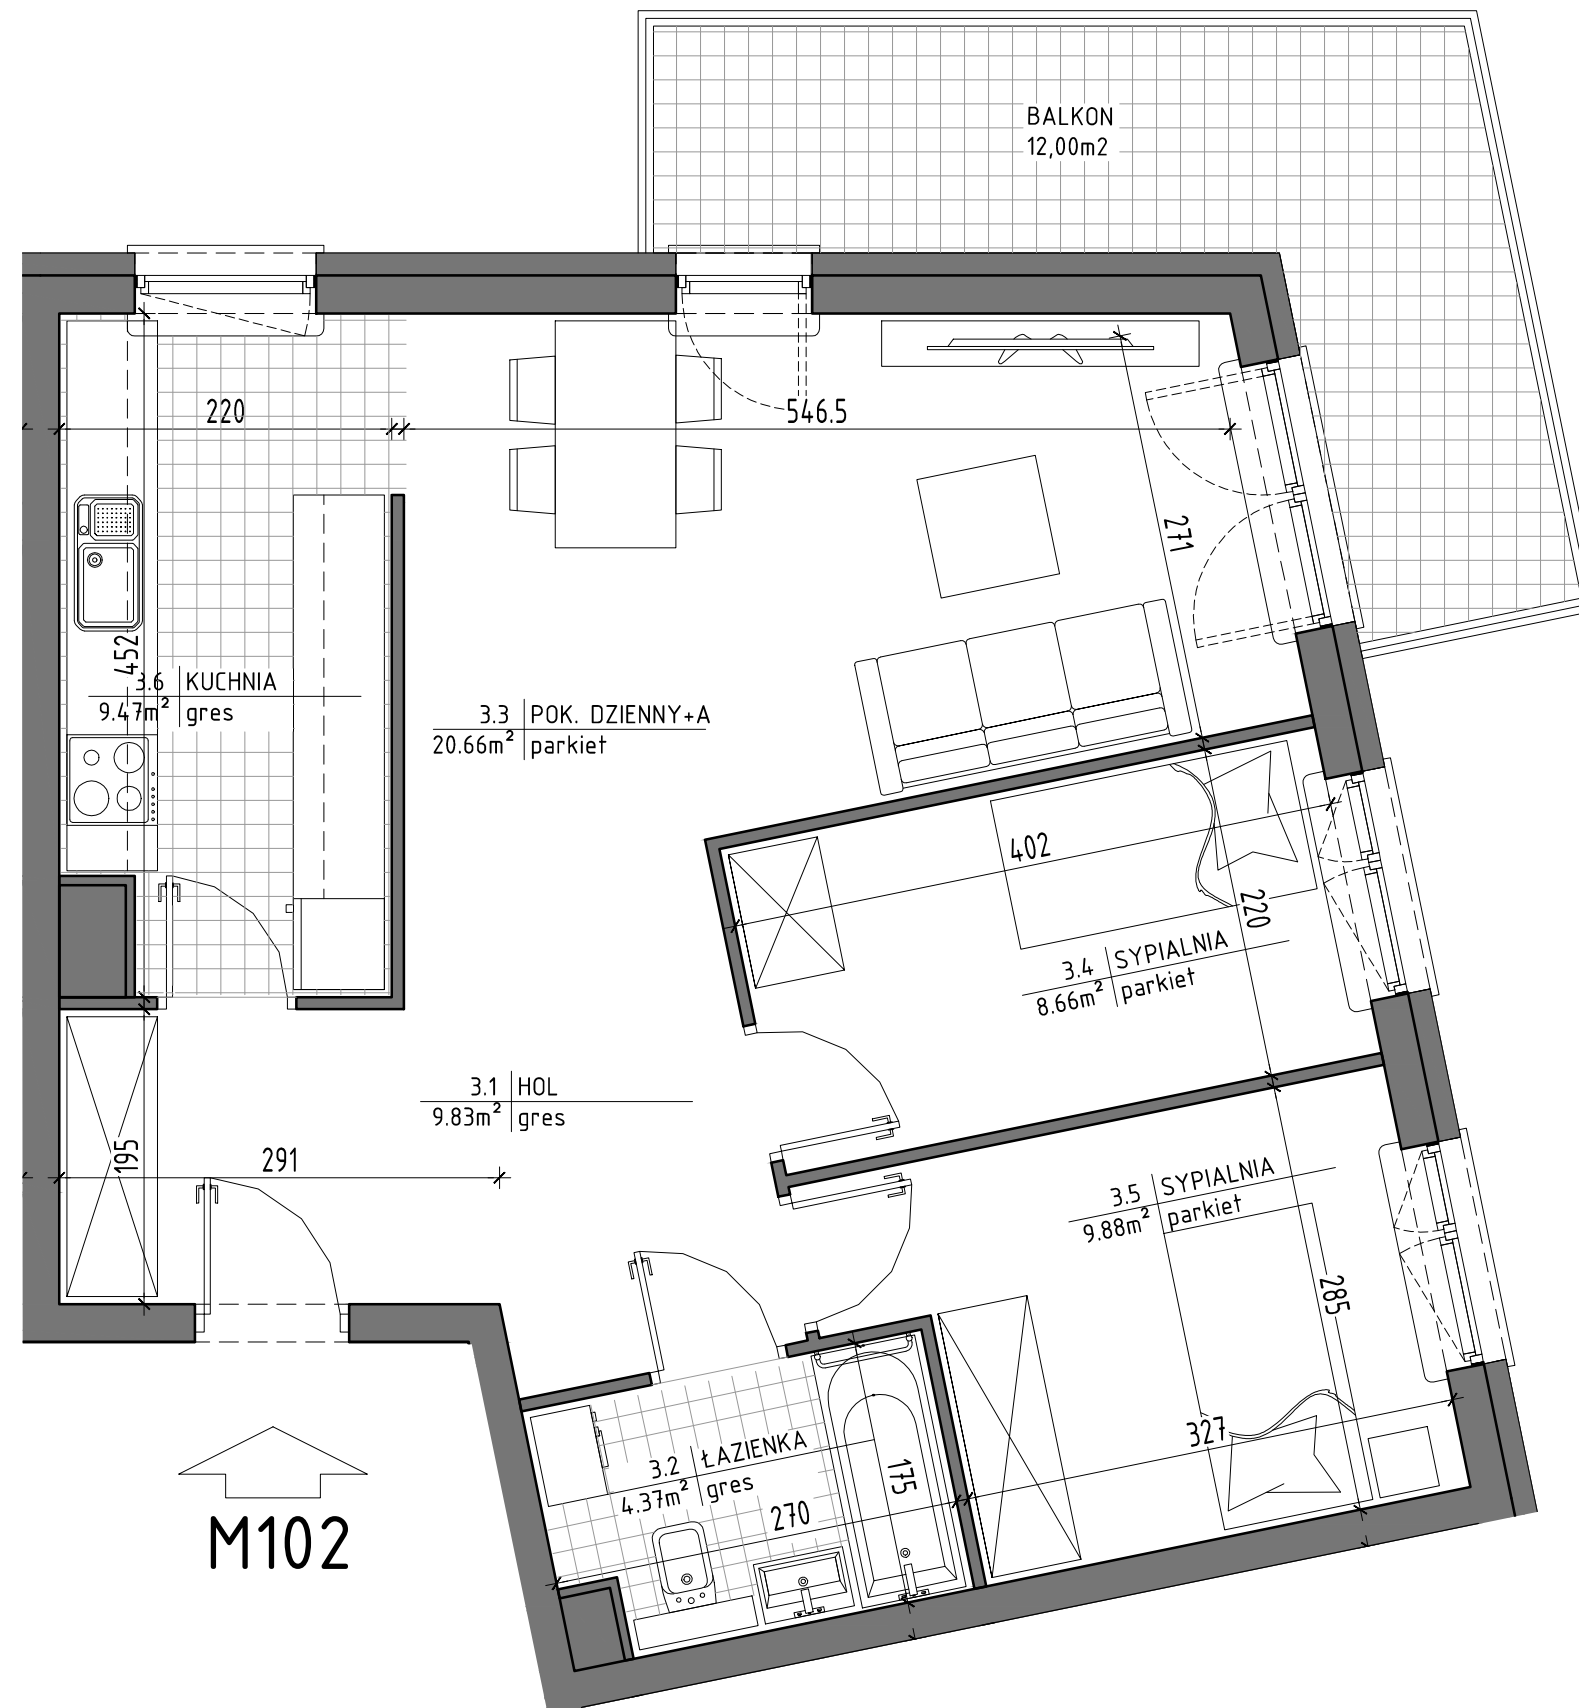 BALKON
12,00m2
220
546.5
271
452
3.6 KUCHNIA
9.47m² gres
3.3 POK. DZIENNY+A
20.66m² parkiet
402
220
3.4 SYPIALNIA
8.66m² parkiet
3.1 HOL
9.83m² gres
195
291
3.5 SYPIALNIA
9.88m² parkiet
285
327
3.2 ŁAZIENKA
4.37m² gres
175
270
M102